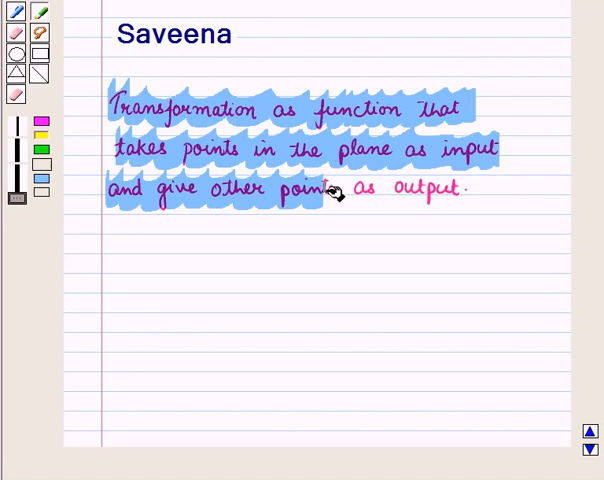 Saveena
Transformation as function that
takes points in the plane as input
and give other points as output.